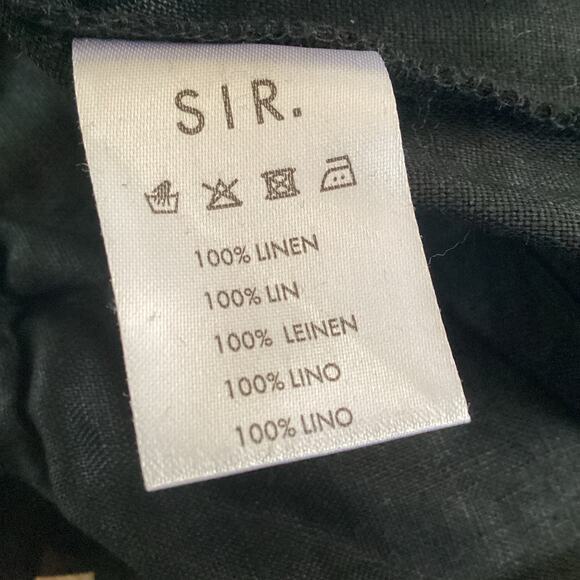 SIR.
100% LINEN
100% LIN
100% LEINEN
100% LINO
100% LINO